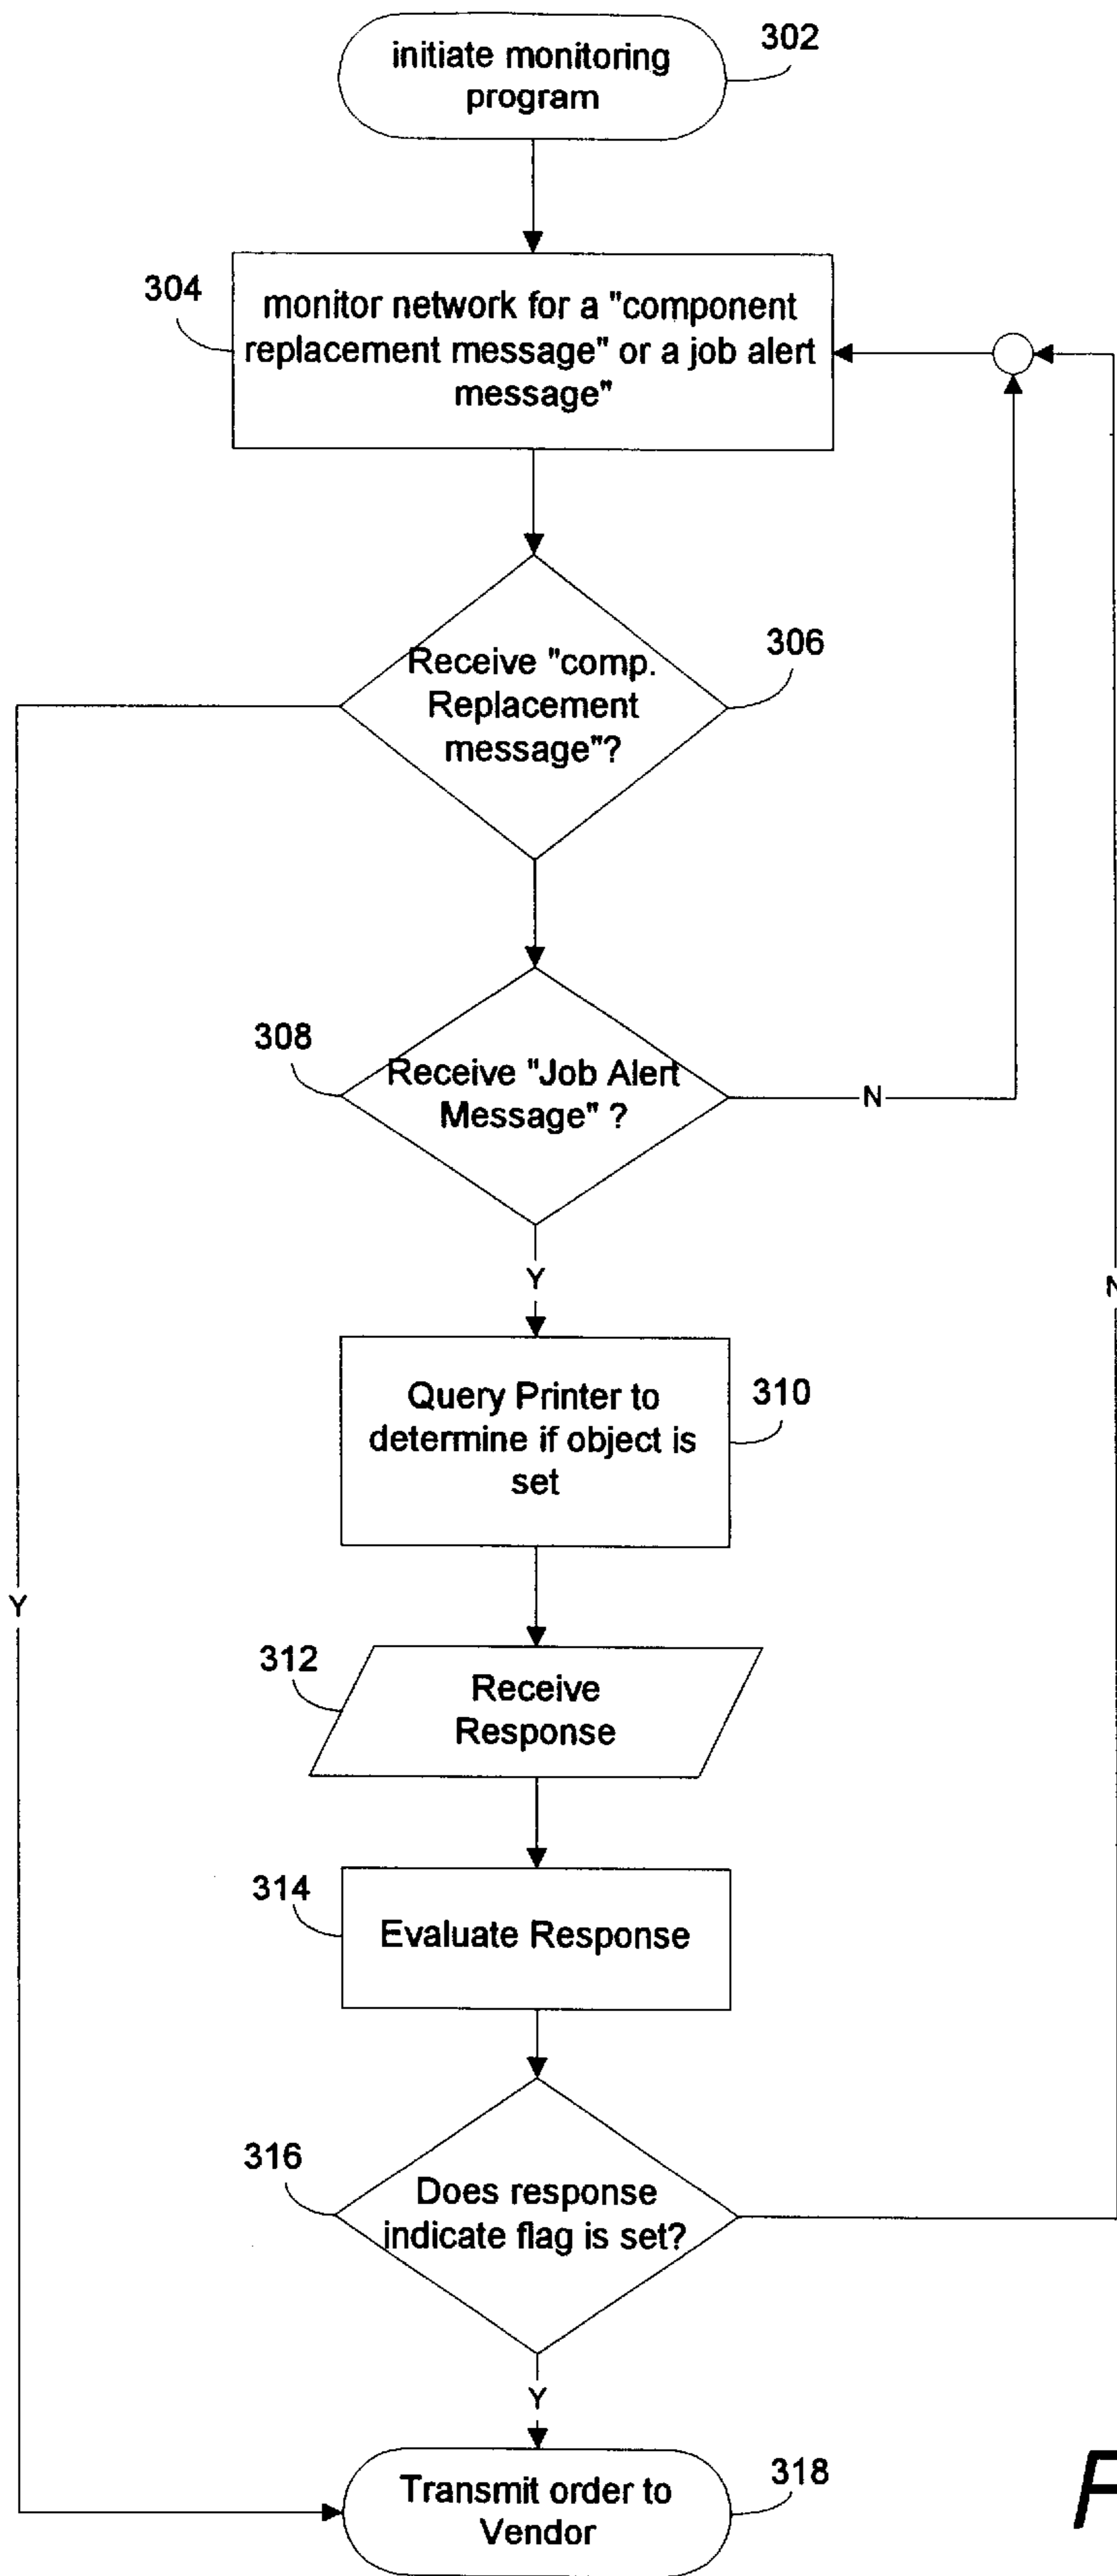 initiate monitoring
program
302
304
monitor network for a "component
replacement message" or a job alert
message"
306
Receive "comp.
Replacement
message"?
308
Receive "Job Alert
Message" ?
N
Y
N
Query Printer to
determine if object is
set
310
Y
312
Receive
Response
314
Evaluate Response
316
Does response
indicate flag is set?
Y
Transmit order to
Vendor
318
F